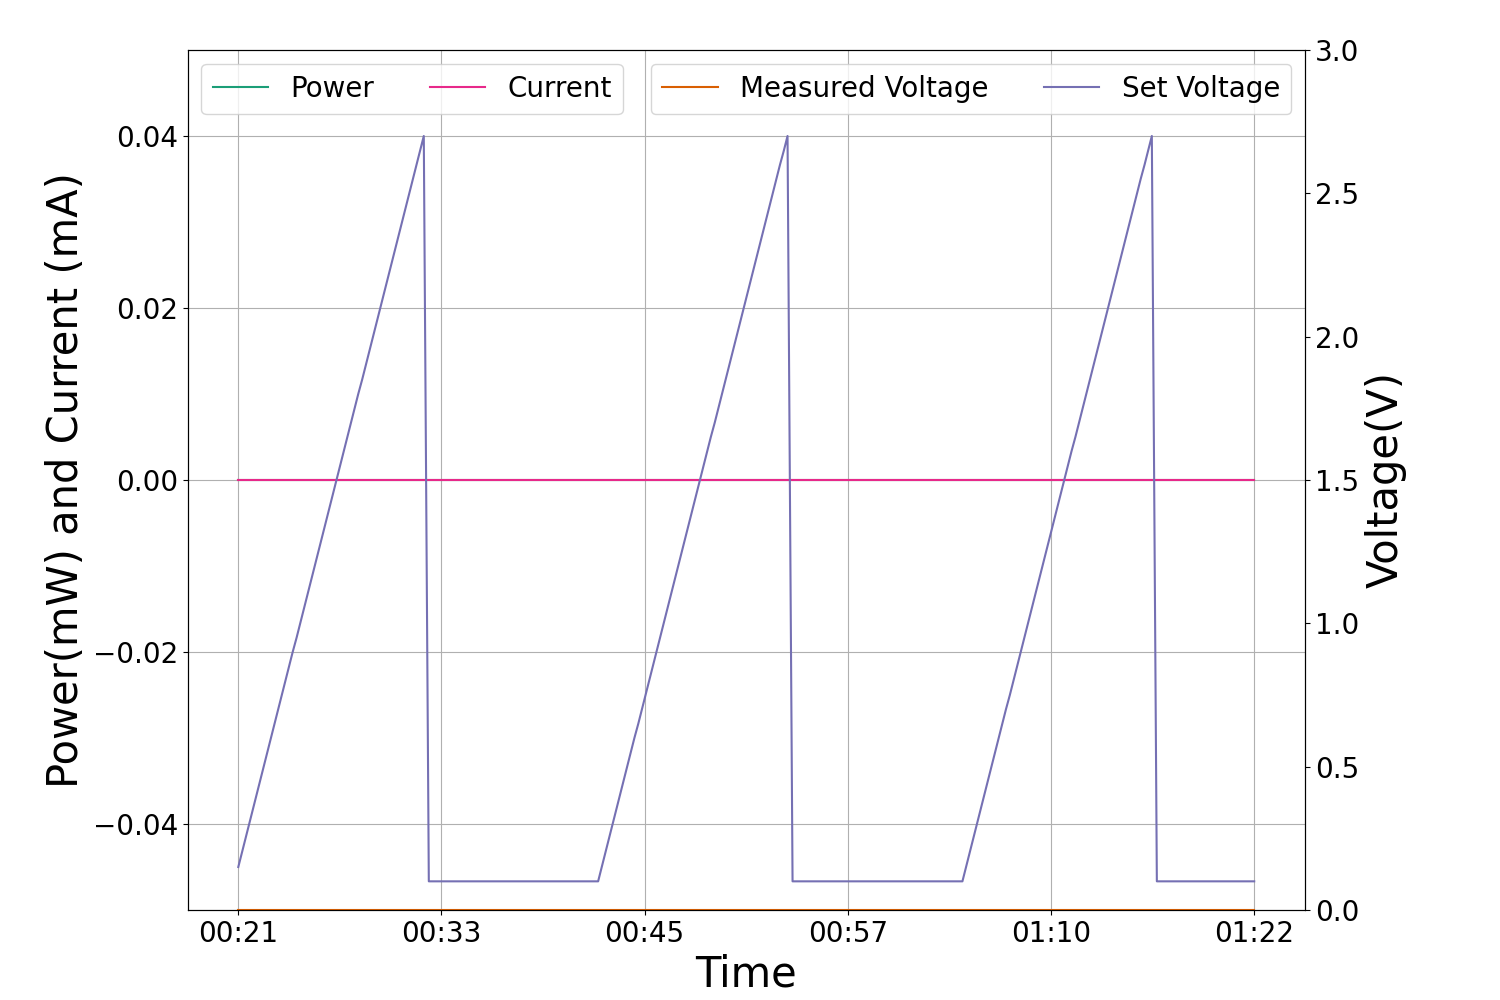 Power Current Measured Voltage Set Voltage
3.0
0.04
2.5
0.02
2.0
0.00
1.5
−0.02
1.0
−0.04
0.5
0.0
Power(mW) and Current (mA)
Voltage(V)
00:21 00:33 00:45 00:57 01:10 01:22
Time